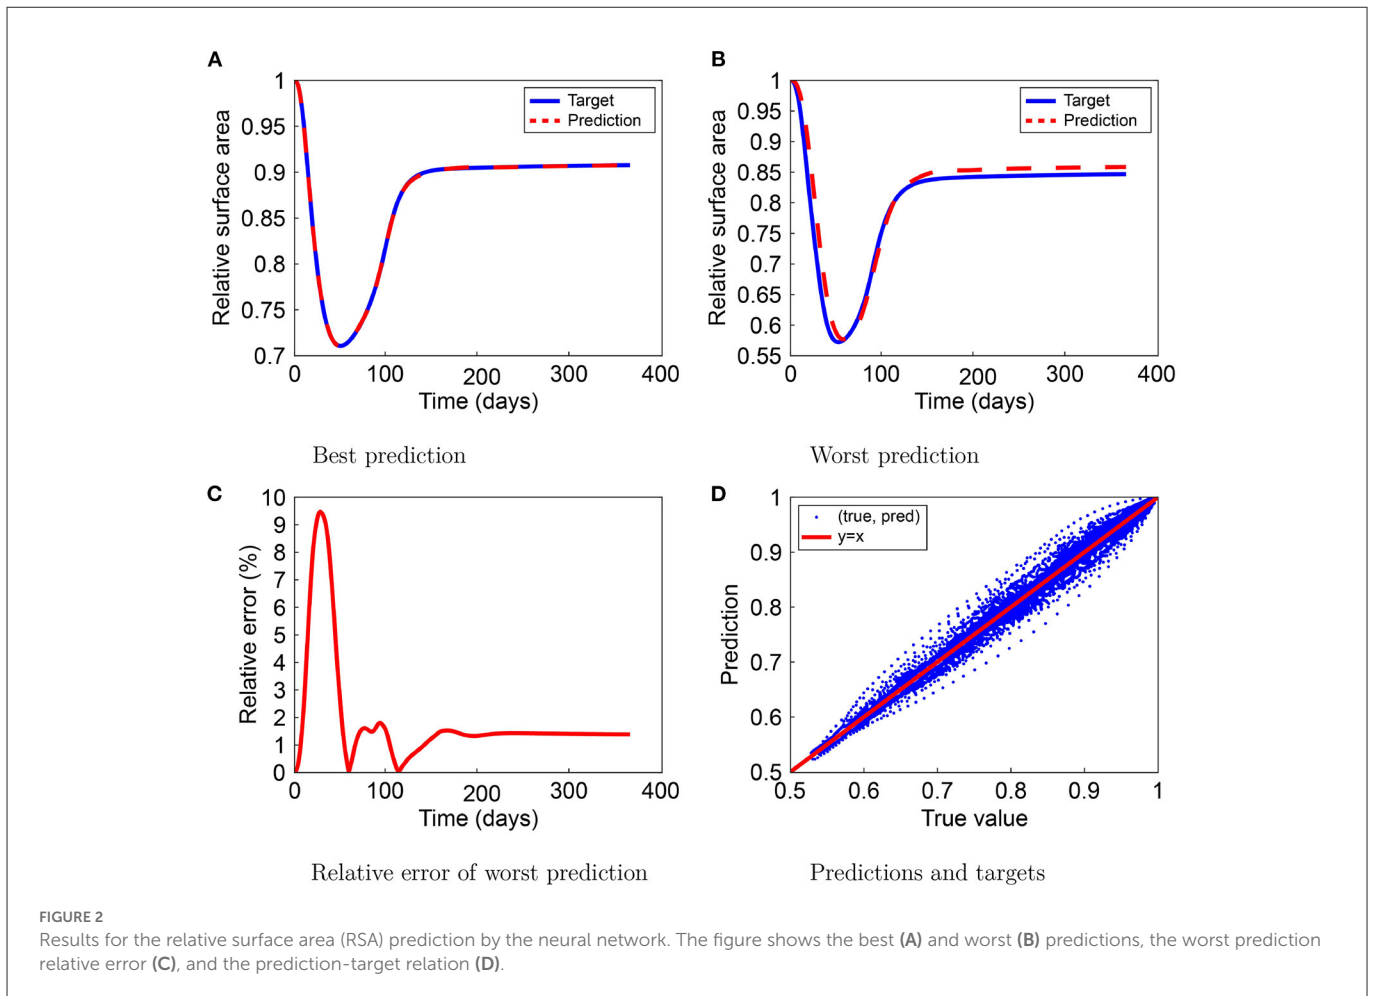 A
1
0.95
0.9
0.85
0.8
0.75
0.7
Relative surface area
Target
Prediction
0 100 200 300 400
Time (days)
Best prediction
B
1
0.95
0.9
0.85
0.8
0.7
0.65
0.6
0.55
Relative surface area
Target
Prediction
0 100 200 300 400
Time (days)
Worst prediction
C
10
9
8
7
6
5
4
3
2
1
0
Relative error (%)
0 100 200 300 400
Time (days)
Relative error of worst prediction
D
1
0.9
0.8
0.7
0.6
0.5
Prediction
(true, pred)
y=x
0.5 0.6 0.7 0.8 0.9 1
True value
Predictions and targets
FIGURE 2
Results for the relative surface area (RSA) prediction by the neural network. The figure shows the best (A) and worst (B) predictions, the worst prediction
relative error (C), and the prediction-target relation (D).